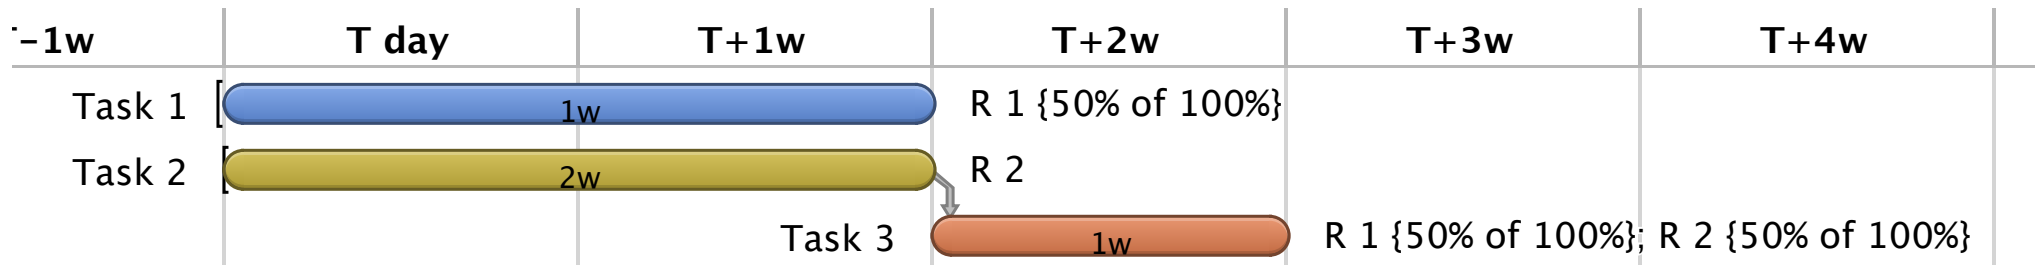 -1w T day T+1w T+2w T+3w T+4w
Task 1 [ 1w R 1 {50% of 100%}
Task 2 [ 2w R 2
Task 3 1w R 1 {50% of 100%}; R 2 {50% of 100%}